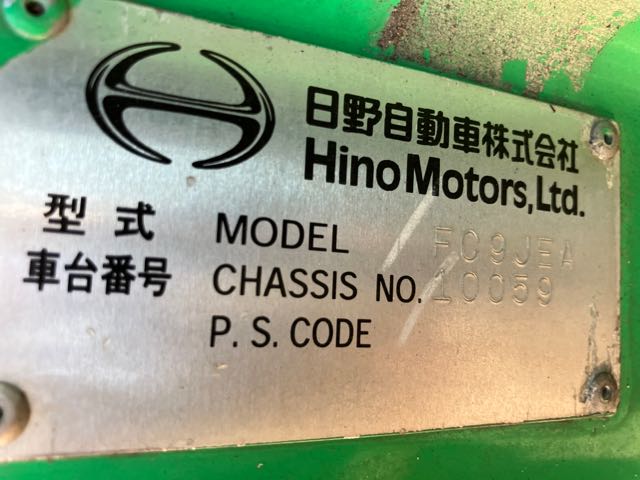 日野自動車株式会社
Hino Motors, Ltd.
型式 MODEL FC9JEA
車台番号 CHASSIS NO. 10059
P. S. CODE